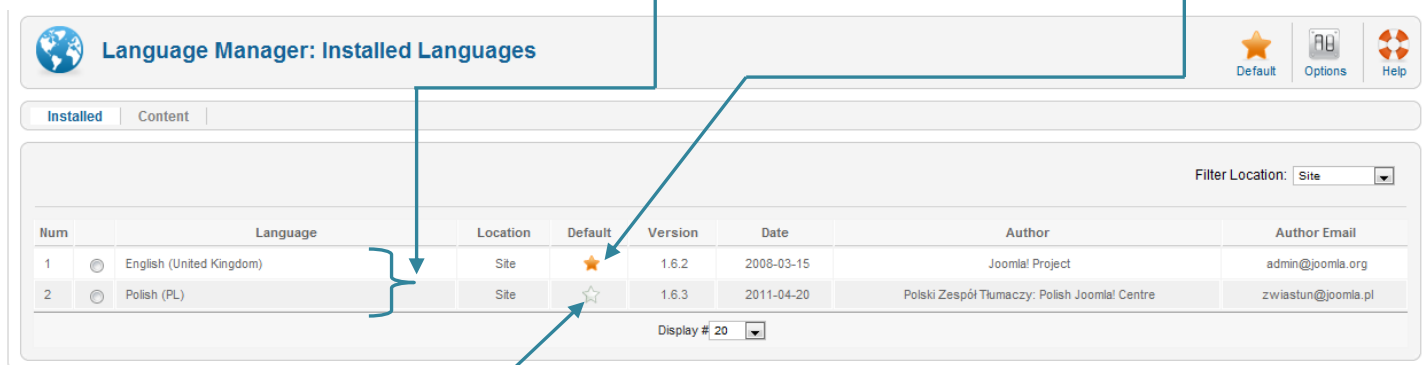 Language Manager: Installed Languages
Default Options Help
Installed Content
Filter Location: Site
Num Language Location Default Version Date Author Author Email
1 English (United Kingdom) Site 1.6.2 2008-03-15 Joomla! Project admin@joomla.org
2 Polish (PL) Site 1.6.3 2011-04-20 Polski Zespół Tłumaczy: Polish Joomla! Centre zwiastun@joomla.pl
Display # 20